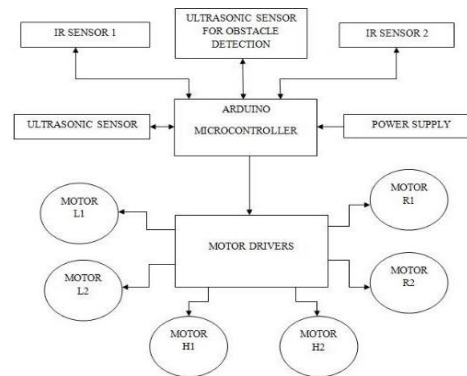 IR SENSOR 1
ULTRASONIC SENSOR
FOR OBSTACLE
DETECTION
IR SENSOR 2
ULTRASONIC SENSOR
ARDUINO
MICROCONTROLLER
POWER SUPPLY
MOTOR
L1
MOTOR
R1
MOTOR DRIVERS
MOTOR
L2
MOTOR
R2
MOTOR
H1
MOTOR
H2